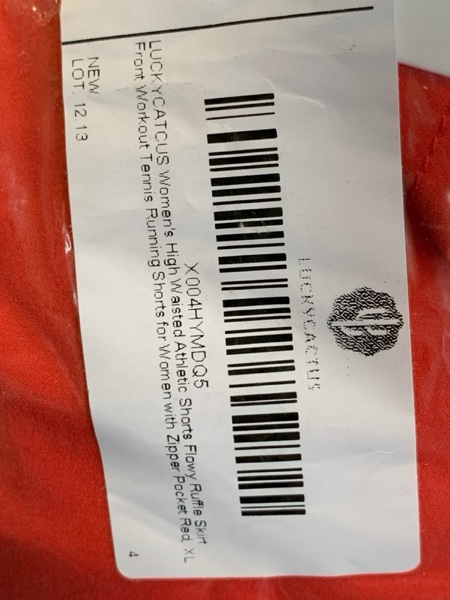 LUCKYCACTUS
X004HYMDQ5
LUCKYCATCUS Women's High Waisted Athletic Shorts Flowy Ruffle Skirt
Front Workout Tennis Running Shorts for Women with Zipper Pocket Red, XL
NEW
LOT: 12.13
4